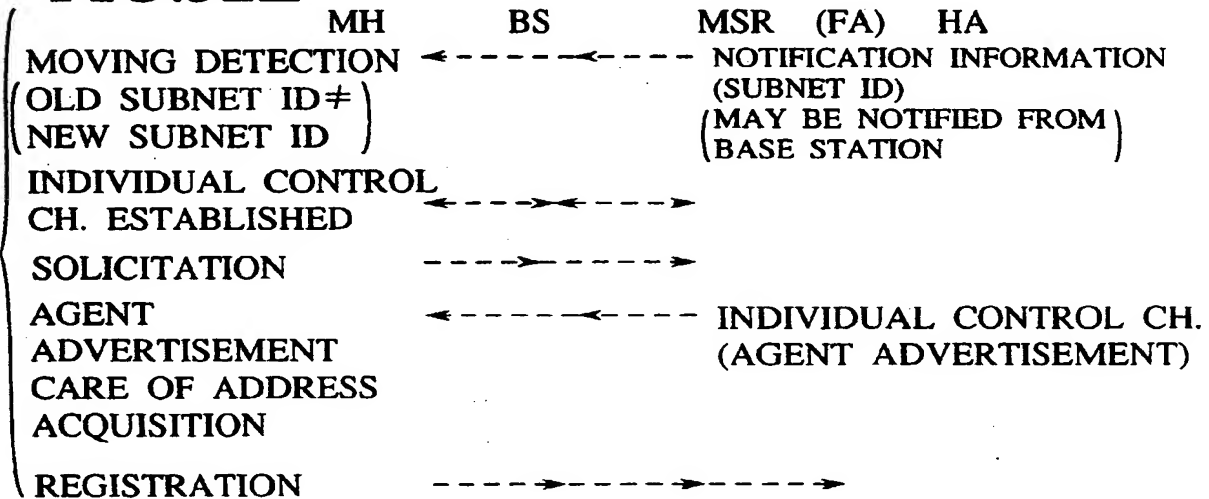 MH BS MSR (FA) HA
MOVING DETECTION NOTIFICATION INFORMATION
(OLD SUBNET ID≠ (SUBNET ID)
NEW SUBNET ID) (MAY BE NOTIFIED FROM
BASE STATION)
INDIVIDUAL CONTROL
CH. ESTABLISHED
SOLICITATION
AGENT INDIVIDUAL CONTROL CH.
ADVERTISEMENT (AGENT ADVERTISEMENT)
CARE OF ADDRESS
ACQUISITION
REGISTRATION